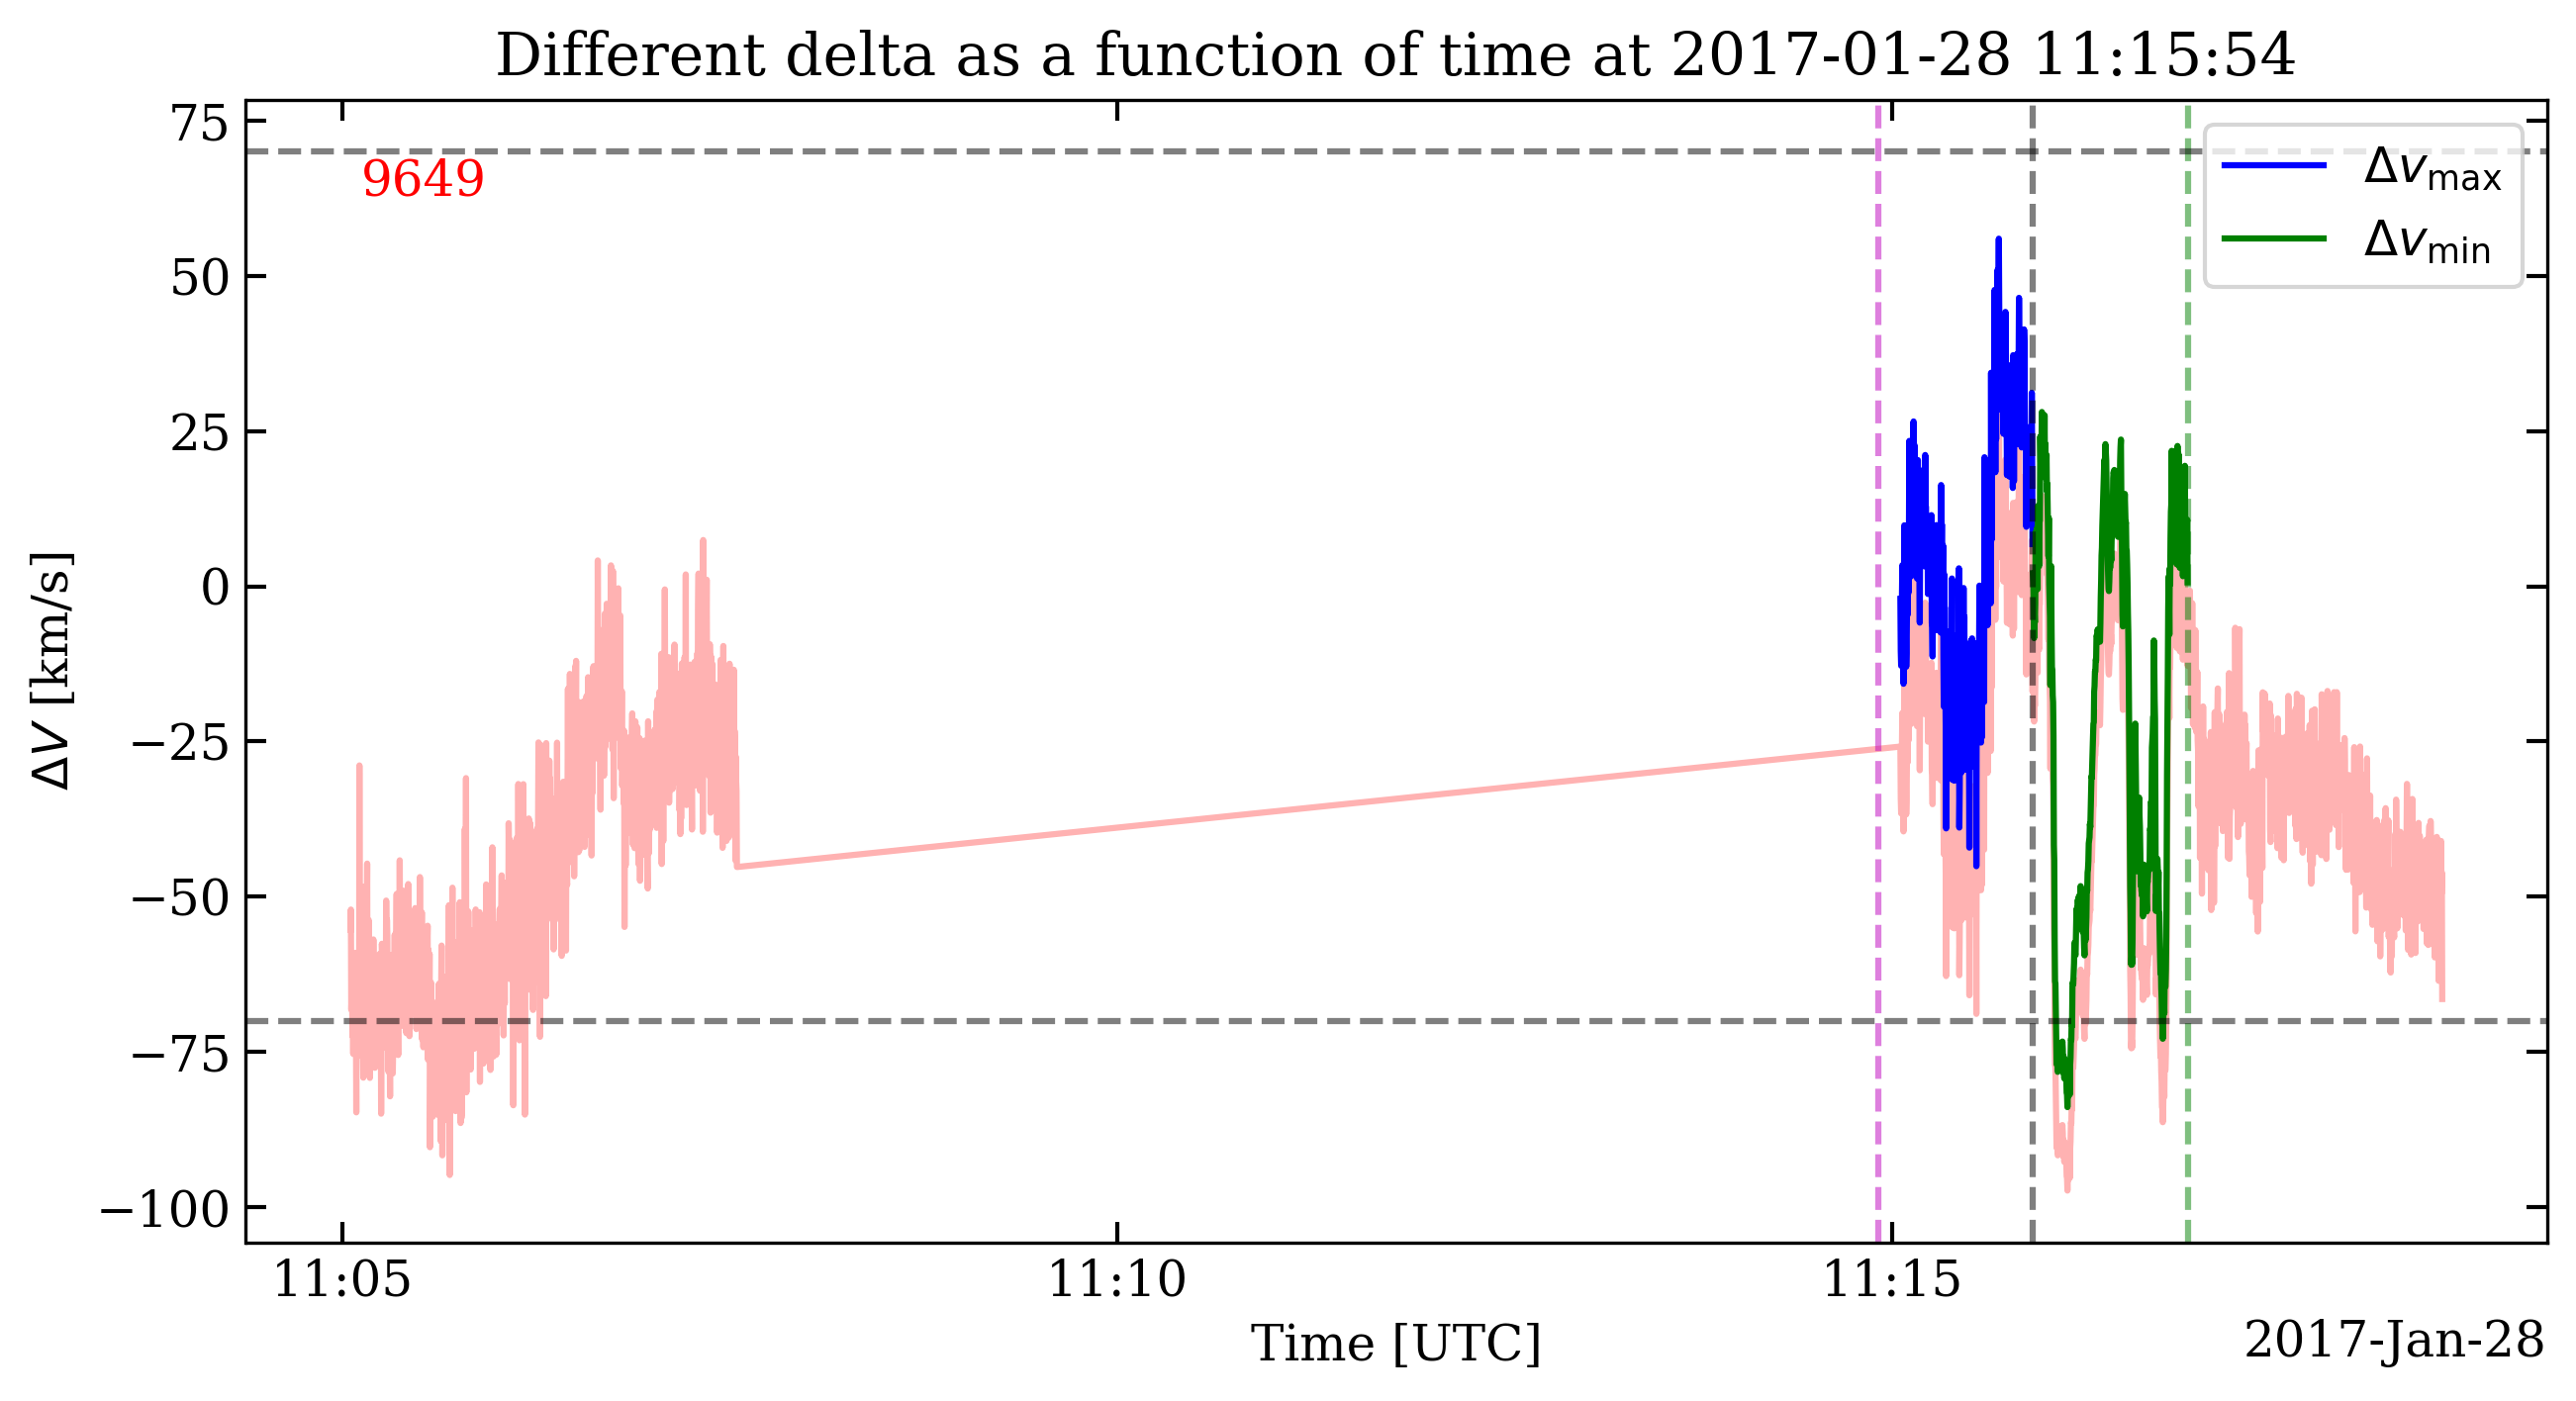 Different delta as a function of time at 2017-01-28 11:15:54
75
50
25
0
−25
−50
−75
−100
ΔV [km/s]
9649
Δvmax
Δvmin
11:05
11:10
11:15
Time [UTC]
2017-Jan-28